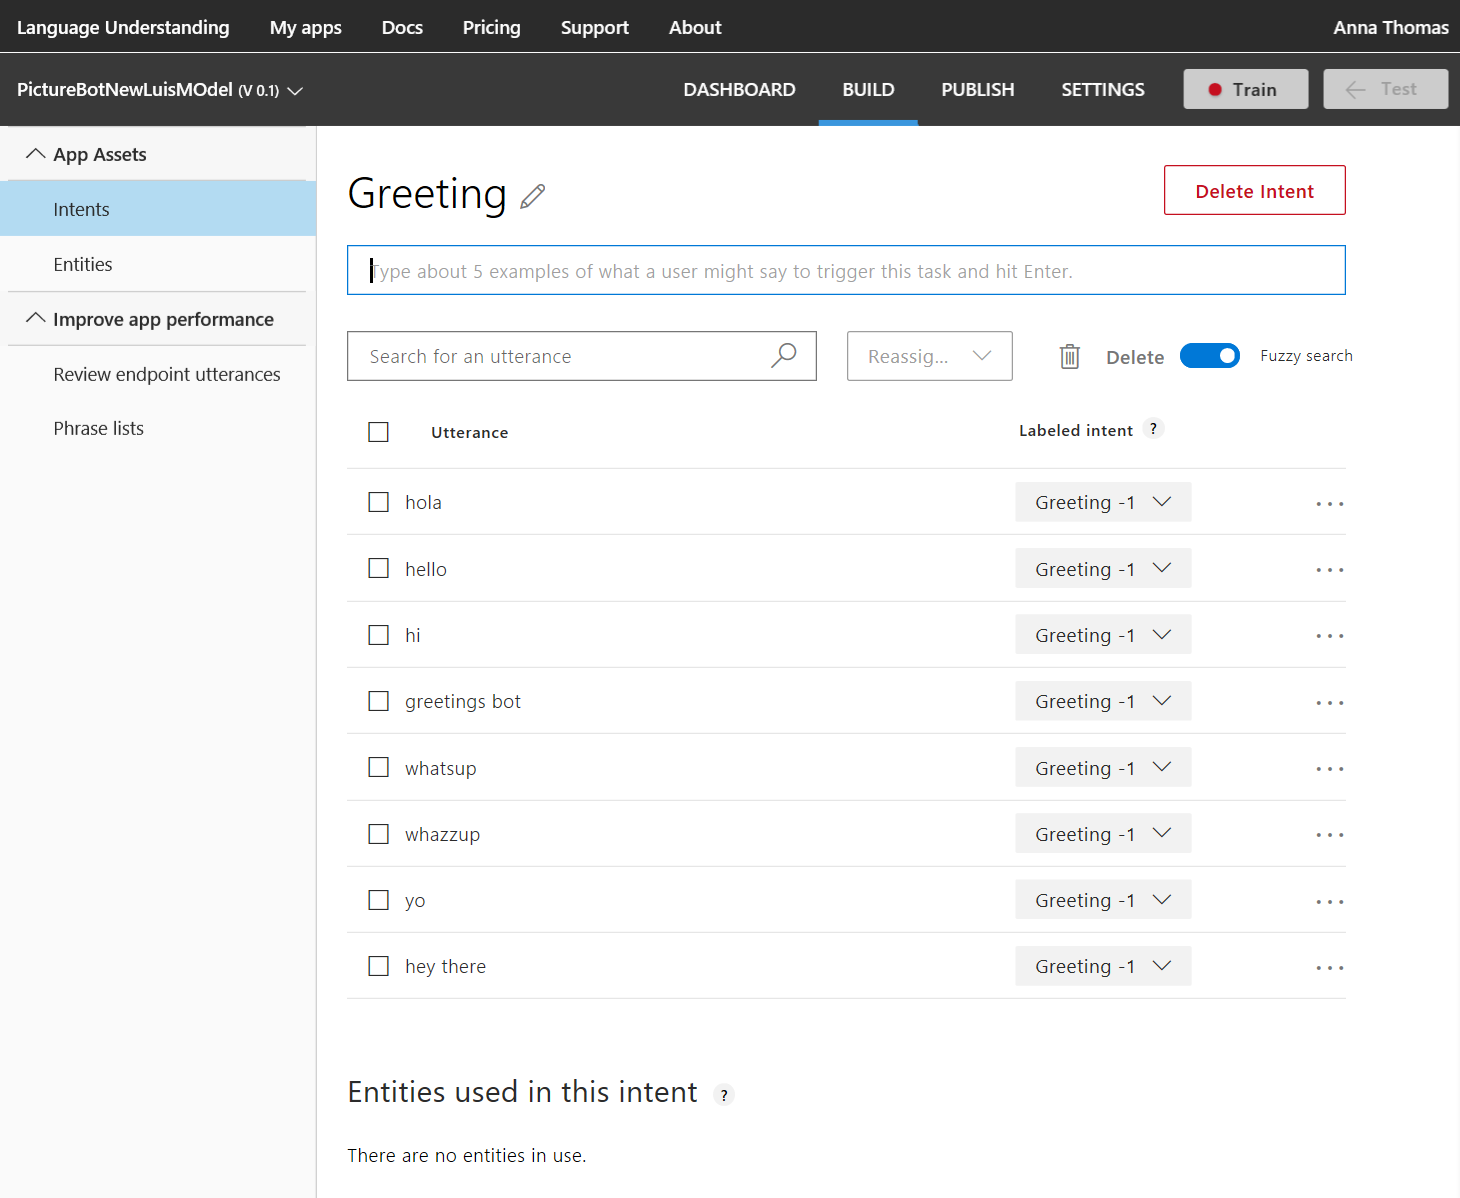 Language Understanding My apps Docs Pricing Support About Anna Thomas
PictureBotNewLuisMOdel (V 0.1) DASHBOARD BUILD PUBLISH SETTINGS Train Test
App Assets
Intents
Entities
Improve app performance
Review endpoint utterances
Phrase lists
Greeting
Delete Intent
Type about 5 examples of what a user might say to trigger this task and hit Enter.
Search for an utterance Reassig... Delete Fuzzy search
Utterance Labeled intent ?
hola Greeting -1 ...
hello Greeting -1 ...
hi Greeting -1 ...
greetings bot Greeting -1 ...
whatsup Greeting -1 ...
whazzup Greeting -1 ...
yo Greeting -1 ...
hey there Greeting -1 ...
Entities used in this intent ?
There are no entities in use.